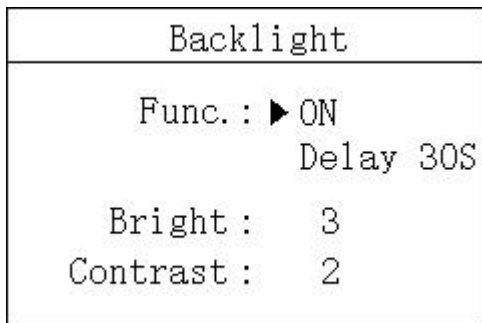 Backlight
Func.: ▶ ON
Delay 30S
Bright: 3
Contrast: 2